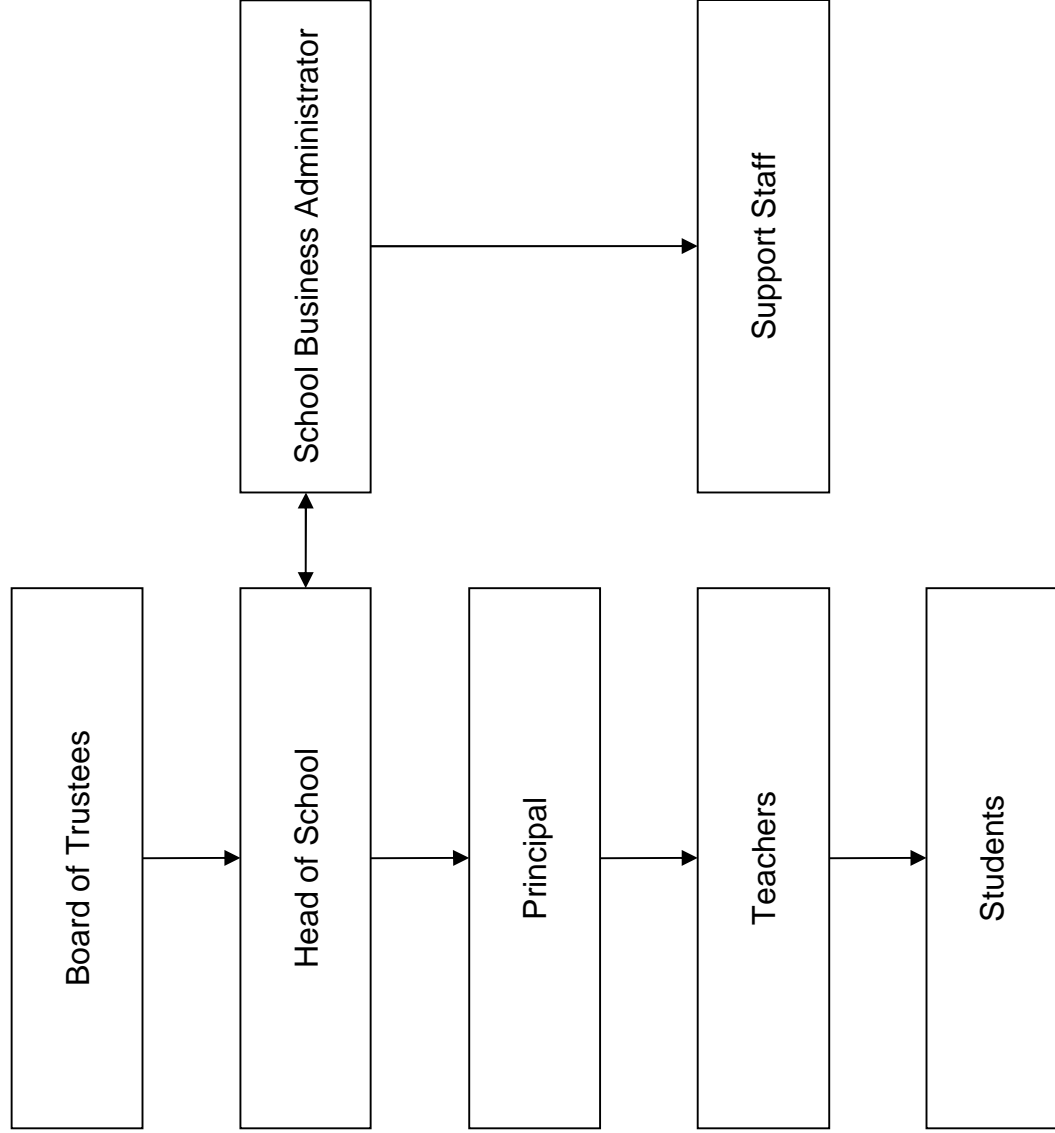 Board of Trustees
Head of School
School Business Administrator
Principal
Teachers
Support Staff
Students